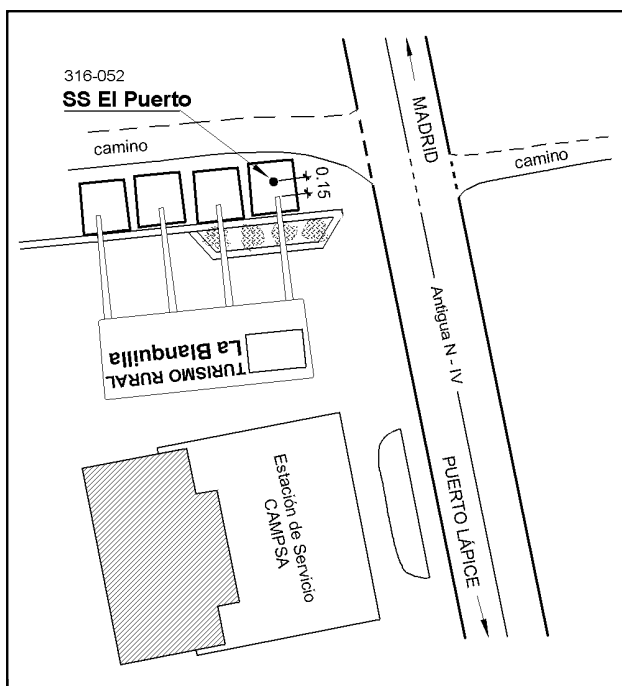 316-052
SS El Puerto
camino
0.15
MADRID
camino
Antigua N - IV
TURISMO RURAL
La Blanquilla
PUERTO LÁPICE
Estación de Servicio
CAMPSA